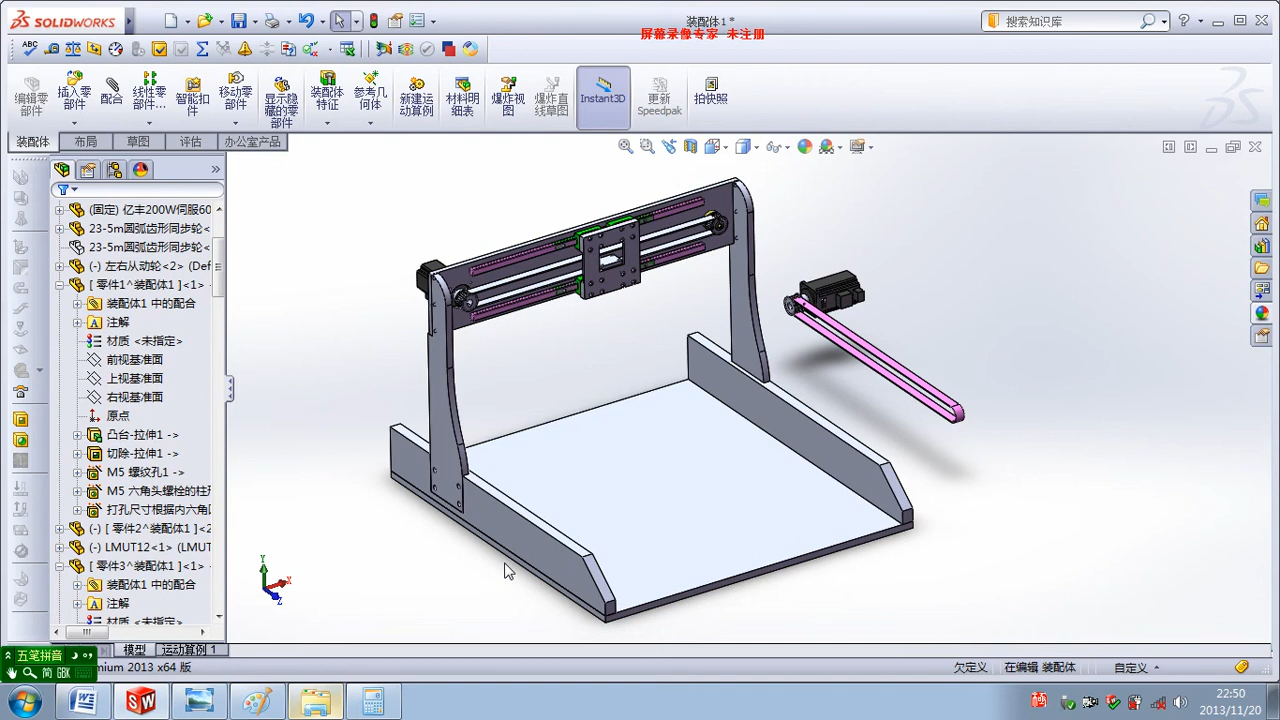 SOLIDWORKS
装配体1 *
屏幕录像专家 未注册
搜索知识库
ABC
编辑零部件
插入零部件
配合
线性零部件...
智能扣件
移动零部件
显示隐藏的零部件
装配体特征
参考几何体
新建运动算例
材料明细表
爆炸视图
爆炸直线草图
Instant3D
更新 Speedpak
拍快照
装配体
布局
草图
评估
办公室产品
(固定) 亿丰200W伺服60
23-5m圆弧齿形同步轮<
23-5m圆弧齿形同步轮<
(-) 左右从动轮<2> (Def
[ 零件1^装配体1 ]<1>
装配体1 中的配合
注解
材质 <未指定>
前视基准面
上视基准面
右视基准面
原点
凸台-拉伸1 ->
切除-拉伸1 ->
M5 螺纹孔1 ->
M5 六角头螺栓的柱
打孔尺寸根据内六角
(-) [ 零件2^装配体1 ]<2
(-) LMUT12<1> (LMUT
[ 零件3^装配体1 ]<1>
装配体1 中的配合
注解
材质 <未指定>
Y
X
Z
模型
运动算例 1
五笔拼音
简
GBK
mium 2013 x64 版
欠定义
在编辑 装配体
自定义
22:50
2013/11/20